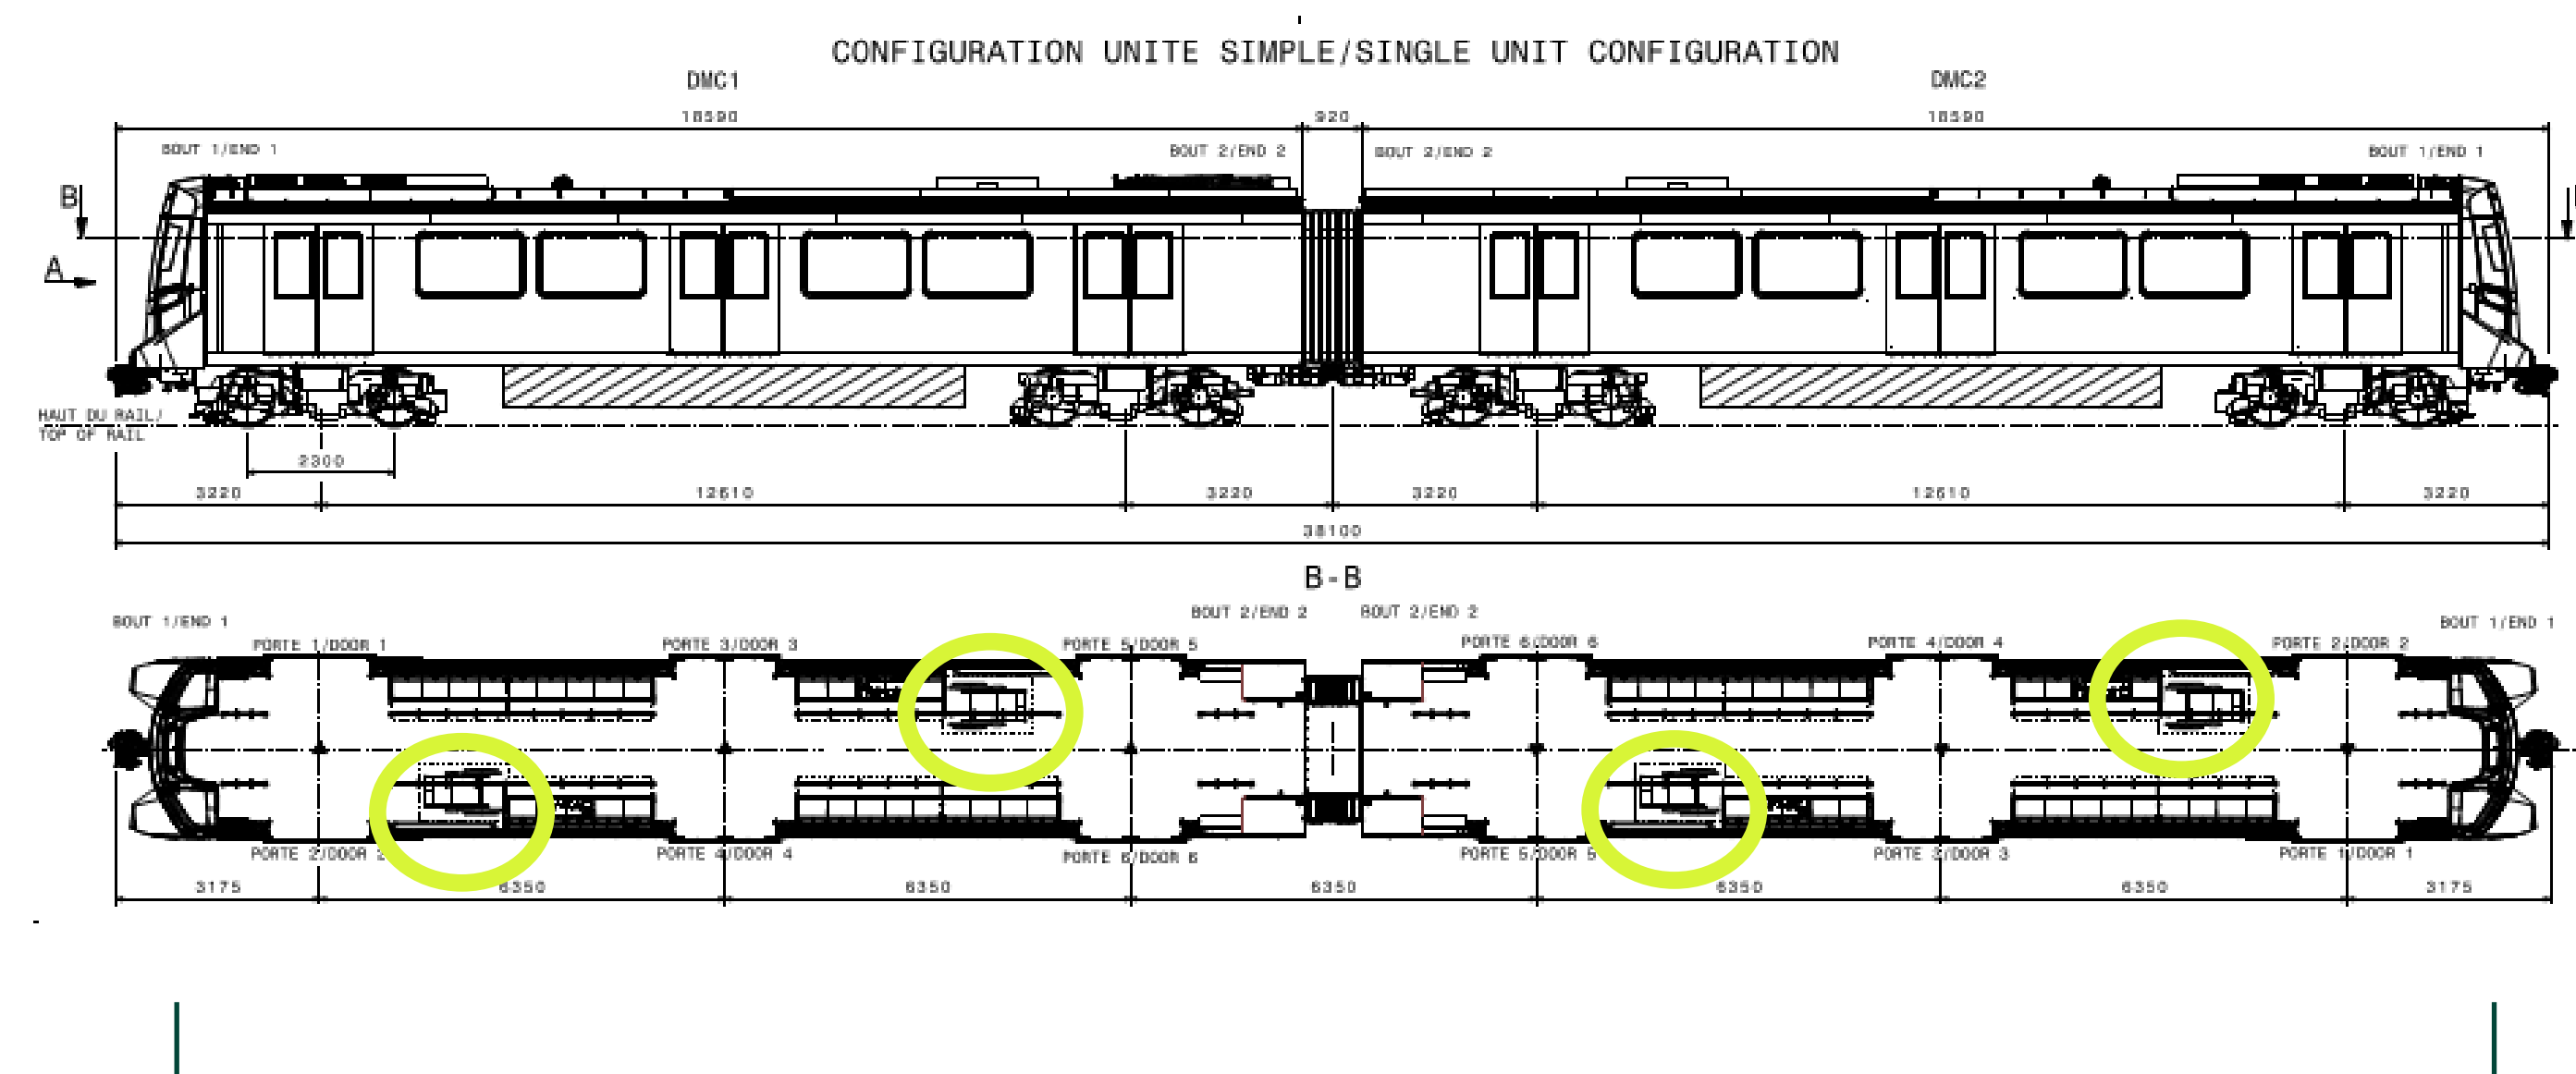 CONFIGURATION UNITE SIMPLE/SINGLE UNIT CONFIGURATION
DMC1 DMC2
18590 920 18590
BOUT 1/END 1 BOUT 2/END 2 BOUT 2/END 2 BOUT 1/END 1
B
A
HAUT DU RAIL/
TOP OF RAIL
2300
3220 12610 3220 3220 12610 3220
38100
B-B
BOUT 1/END 1 BOUT 2/END 2 BOUT 2/END 2 BOUT 1/END 1
PORTE 1/DOOR 1 PORTE 3/DOOR 3 PORTE 5/DOOR 5 PORTE 6/DOOR 6 PORTE 4/DOOR 4 PORTE 2/DOOR 2
PORTE 2/DOOR 2 PORTE 4/DOOR 4 PORTE 6/DOOR 6 PORTE 5/DOOR 5 PORTE 3/DOOR 3 PORTE 1/DOOR 1
3175 6350 6350 6350 6350 6350 3175